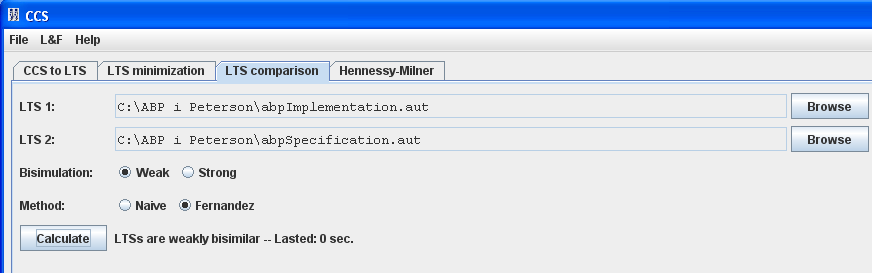 CCS
File L&F Help
CCS to LTS LTS minimization LTS comparison Hennessy-Milner
LTS 1: C:\ABP i Peterson\abpImplementation.aut Browse
LTS 2: C:\ABP i Peterson\abpSpecification.aut Browse
Bisimulation: Weak Strong
Method: Naive Fernandez
Calculate LTSs are weakly bisimilar -- Lasted: 0 sec.